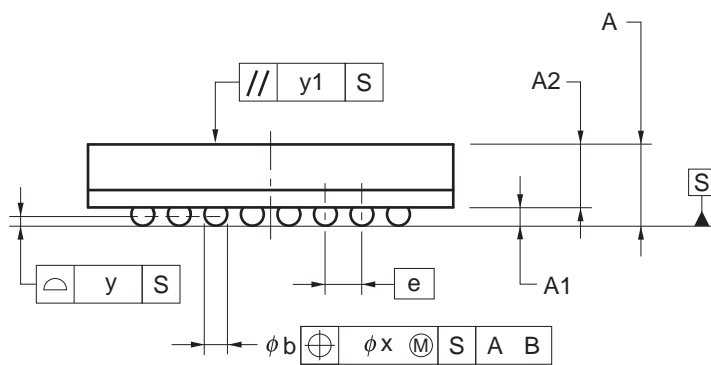 A
// y1 S
A2
S
y S
e
A1
ϕ b ⌖ ϕ x Ⓜ S A B